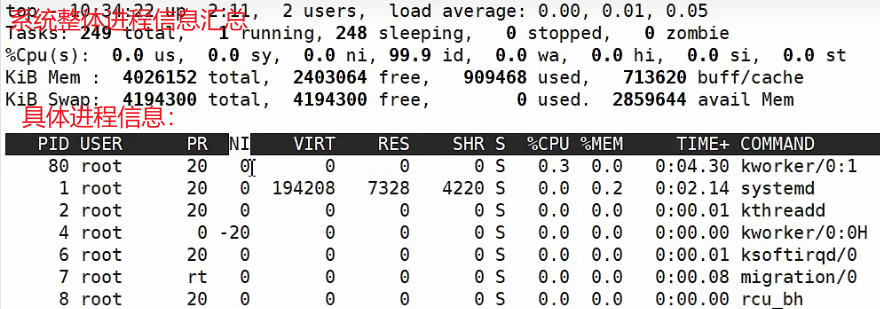 top - 10:34:22 up 2:11, 2 users, load average: 0.00, 0.01, 0.05
系统整体进程信息汇总
Tasks: 249 total, 1 running, 248 sleeping, 0 stopped, 0 zombie
%Cpu(s): 0.0 us, 0.0 sy, 0.0 ni, 99.9 id, 0.0 wa, 0.0 hi, 0.0 si, 0.0 st
KiB Mem : 4026152 total, 2403064 free, 909468 used, 713620 buff/cache
KiB Swap: 4194300 total, 4194300 free, 0 used. 2859644 avail Mem
具体进程信息：
PID USER PR NI VIRT RES SHR S %CPU %MEM TIME+ COMMAND
80 root 20 0 0 0 0 S 0.3 0.0 0:04.30 kworker/0:1
1 root 20 0 194208 7328 4220 S 0.0 0.2 0:02.14 systemd
2 root 20 0 0 0 0 S 0.0 0.0 0:00.01 kthreadd
4 root 0 -20 0 0 0 S 0.0 0.0 0:00.00 kworker/0:0H
6 root 20 0 0 0 0 S 0.0 0.0 0:00.01 ksoftirqd/0
7 root rt 0 0 0 0 S 0.0 0.0 0:00.08 migration/0
8 root 20 0 0 0 0 S 0.0 0.0 0:00.00 rcu_bh